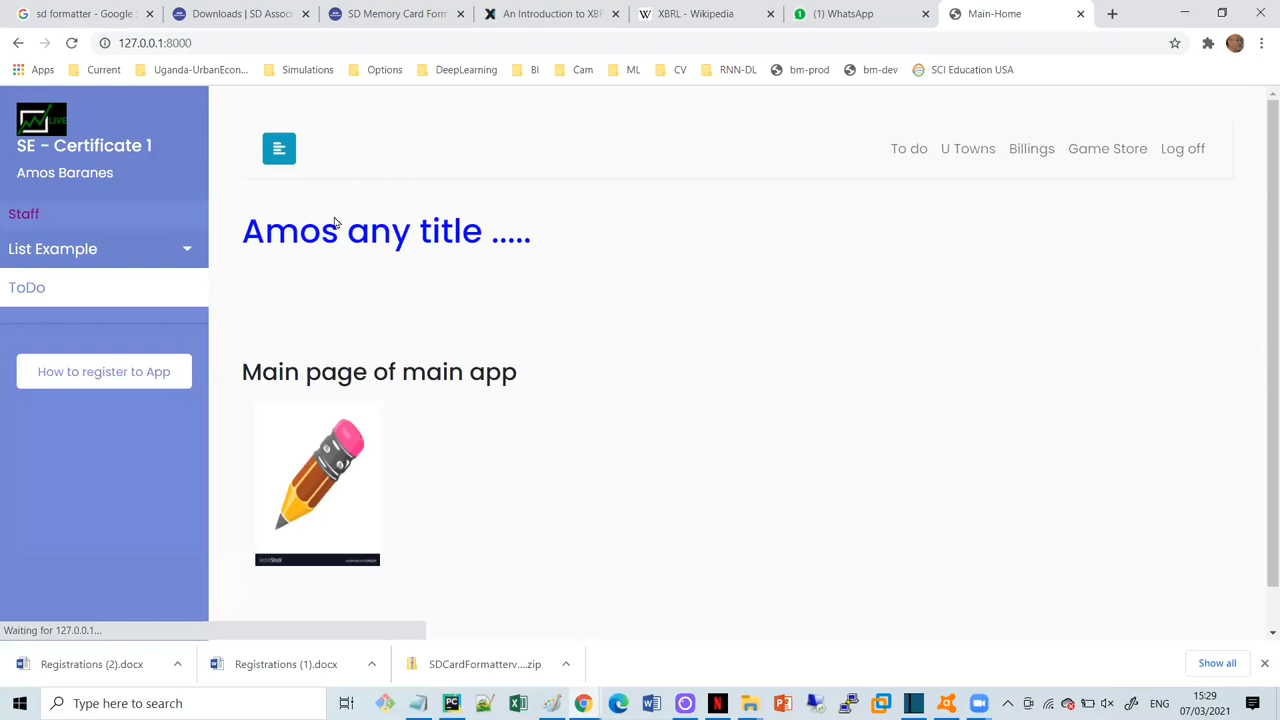 sd formatter - Google S
Downloads | SD Associ
SD Memory Card Form
An Introduction to XBR
XBRL - Wikipedia
(1) WhatsApp
Main-Home
127.0.0.1:8000
Apps
Current
Uganda-UrbanEcon...
Simulations
Options
DeepLearning
BI
Cam
ML
CV
RNN-DL
bm-prod
bm-dev
SCI Education USA
LIVE
SE - Certificate 1
Amos Baranes
Staff
List Example
ToDo
How to register to App
To do
U Towns
Billings
Game Store
Log off
Amos any title .....
Main page of main app
VectorStock
Waiting for 127.0.0.1...
Registrations (2).docx
Registrations (1).docx
SDCardFormatterv....zip
Show all
Type here to search
ENG
15:29
07/03/2021